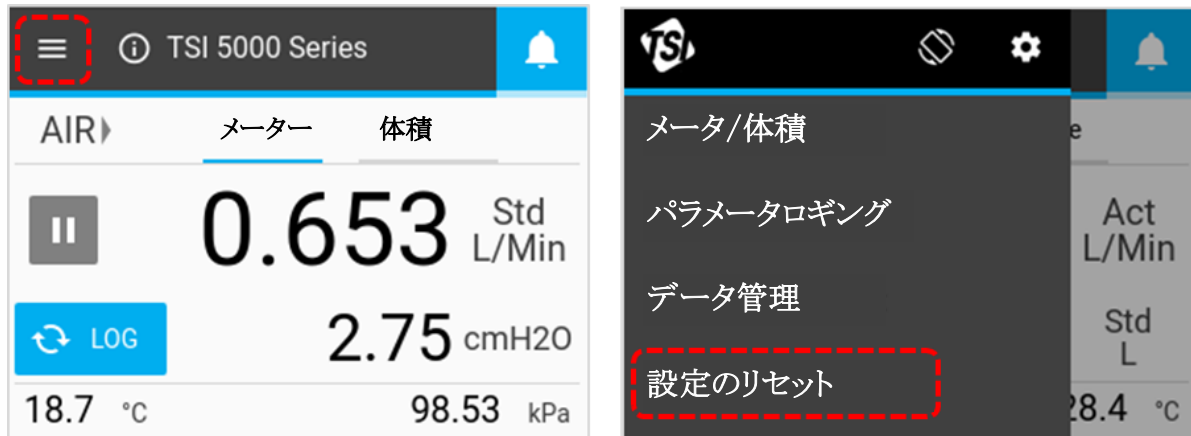 TSI 5000 Series
AIR
メーター 体積
0.653 Std L/Min
LOG
2.75 cmH2O
18.7 °C 98.53 kPa
TSI
メータ/体積
パラメータロギング
データ管理
設定のリセット
e
Act
L/Min
Std
L
28.4 °C